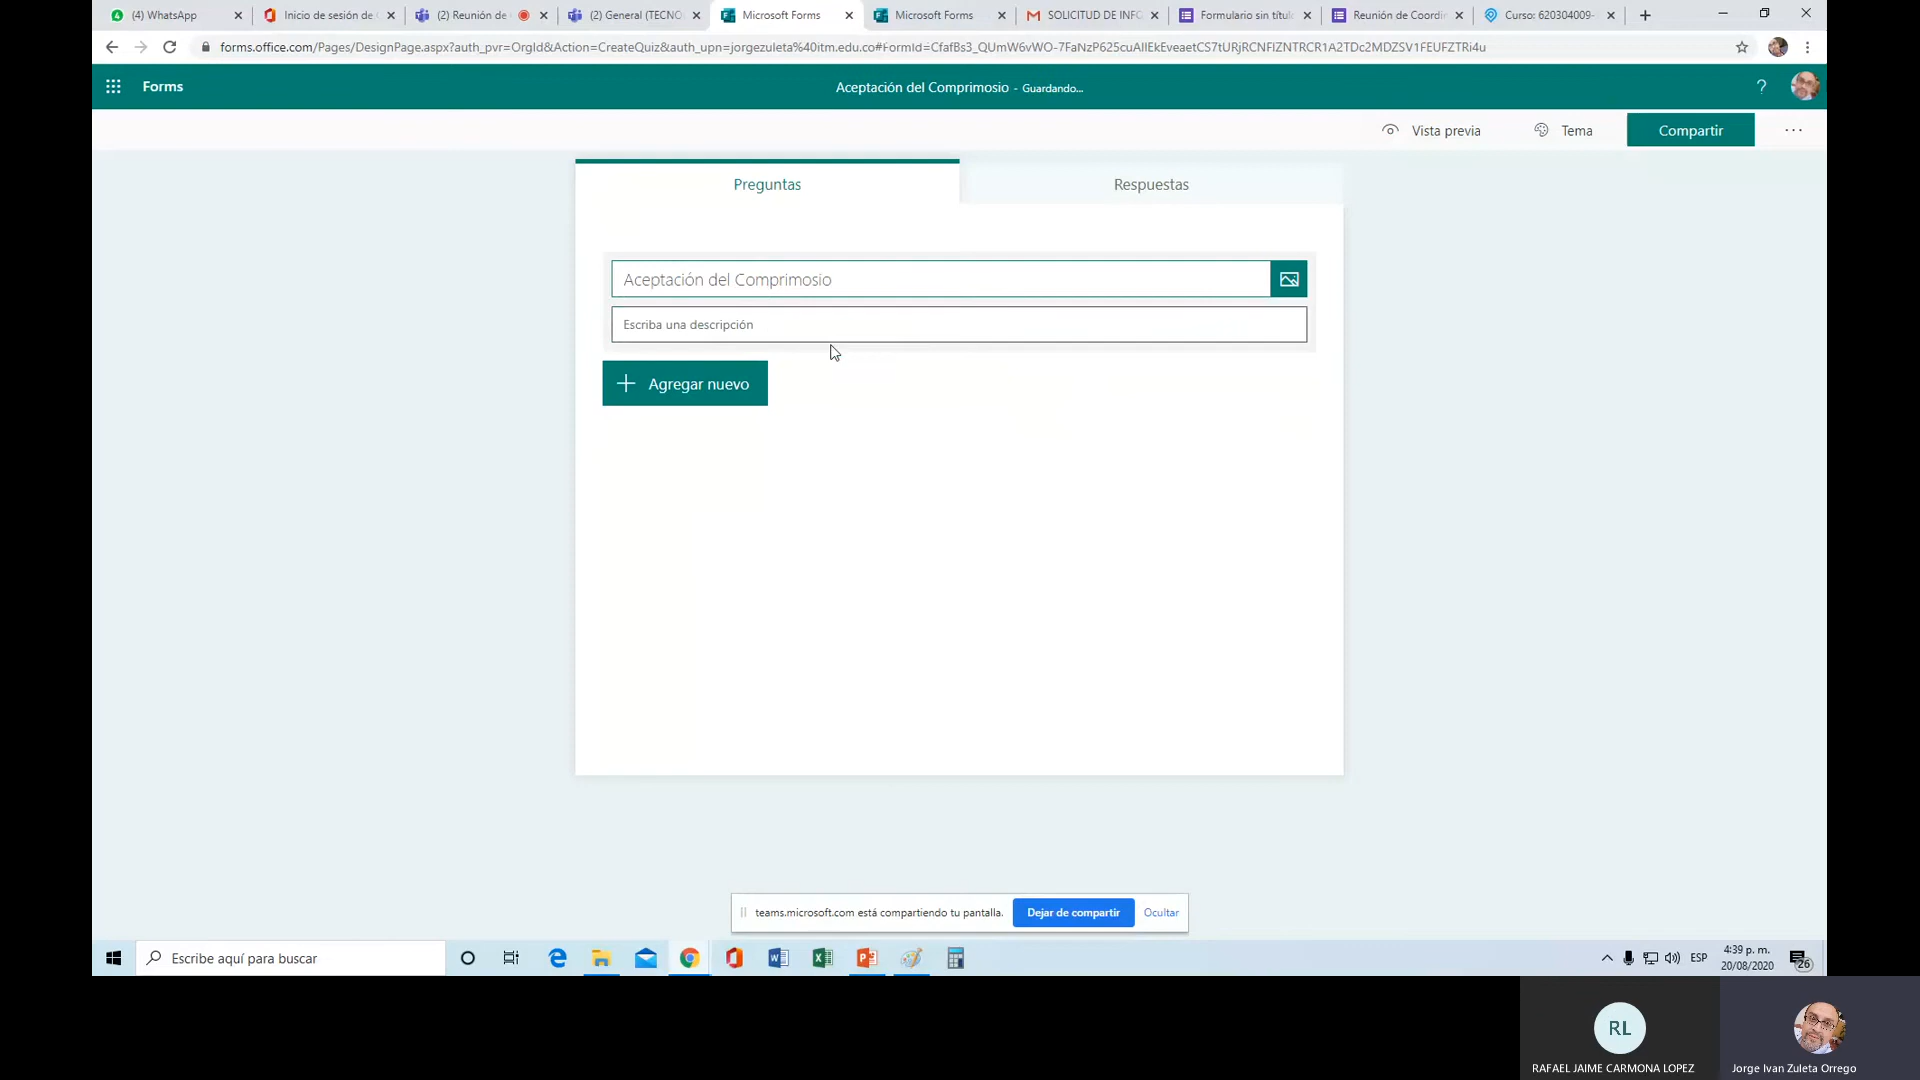 (4) WhatsApp
Inicio de sesión de
(2) Reunión de
(2) General (TECNO
Microsoft Forms
Microsoft Forms
SOLICITUD DE INFO
Formulario sin títul
Reunión de Coordin
Curso: 620304009-
forms.office.com/Pages/DesignPage.aspx?auth_pvr=OrgId&Action=CreateQuiz&auth_upn=jorgezuleta%40itm.edu.co#FormId=
Forms
Aceptación del Comprimosio - Guardando...
?
Vista previa
Tema
Compartir
Preguntas
Respuestas
Aceptación del Comprimosio
Escriba una descripción
Agregar nuevo
teams.microsoft.com está compartiendo tu pantalla.
Dejar de compartir
Ocultar
Escribe aquí para buscar
ESP
4:39 p. m.
20/08/2020
26
RL
RAFAEL JAIME CARMONA LOPEZ
Jorge Ivan Zuleta Orrego